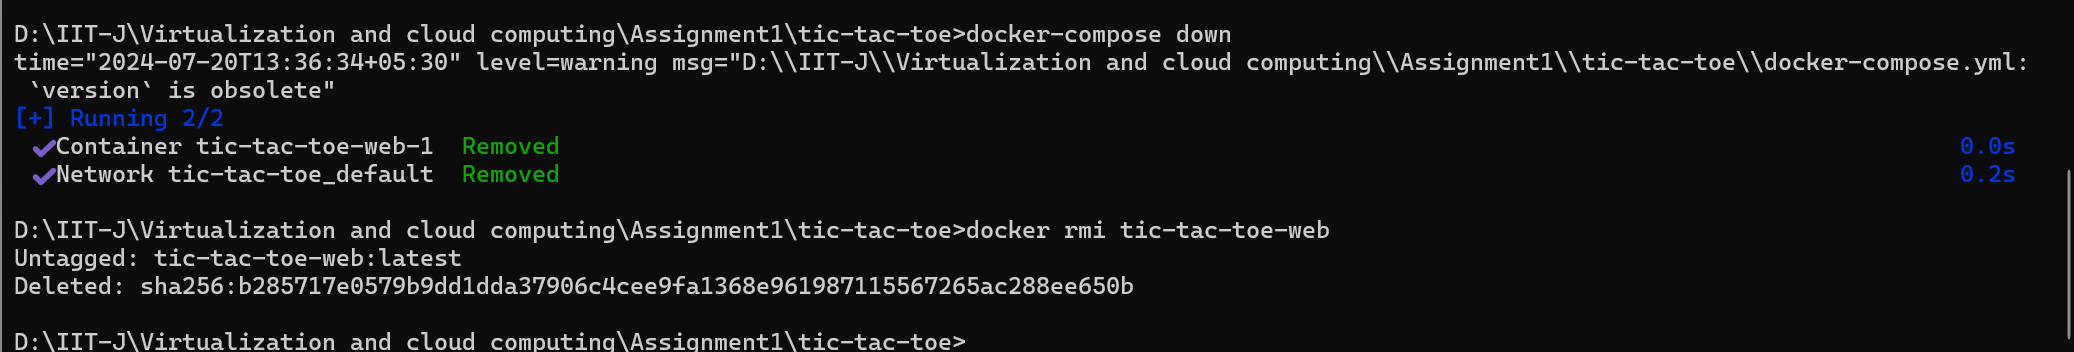 D:\IIT-J\Virtualization and cloud computing\Assignment1\tic-tac-toe>docker-compose down
time="2024-07-20T13:36:34+05:30" level=warning msg="D:\\IIT-J\\Virtualization and cloud computing\\Assignment1\\tic-tac-toe\\docker-compose.yml:
 `version` is obsolete"
[+] Running 2/2
✔Container tic-tac-toe-web-1  Removed 0.0s
✔Network tic-tac-toe_default  Removed 0.2s
D:\IIT-J\Virtualization and cloud computing\Assignment1\tic-tac-toe>docker rmi tic-tac-toe-web
Untagged: tic-tac-toe-web:latest
Deleted: sha256:b285717e0579b9dd1dda37906c4cee9fa1368e961987115567265ac288ee650b
D:\IIT-J\Virtualization and cloud computing\Assignment1\tic-tac-toe>